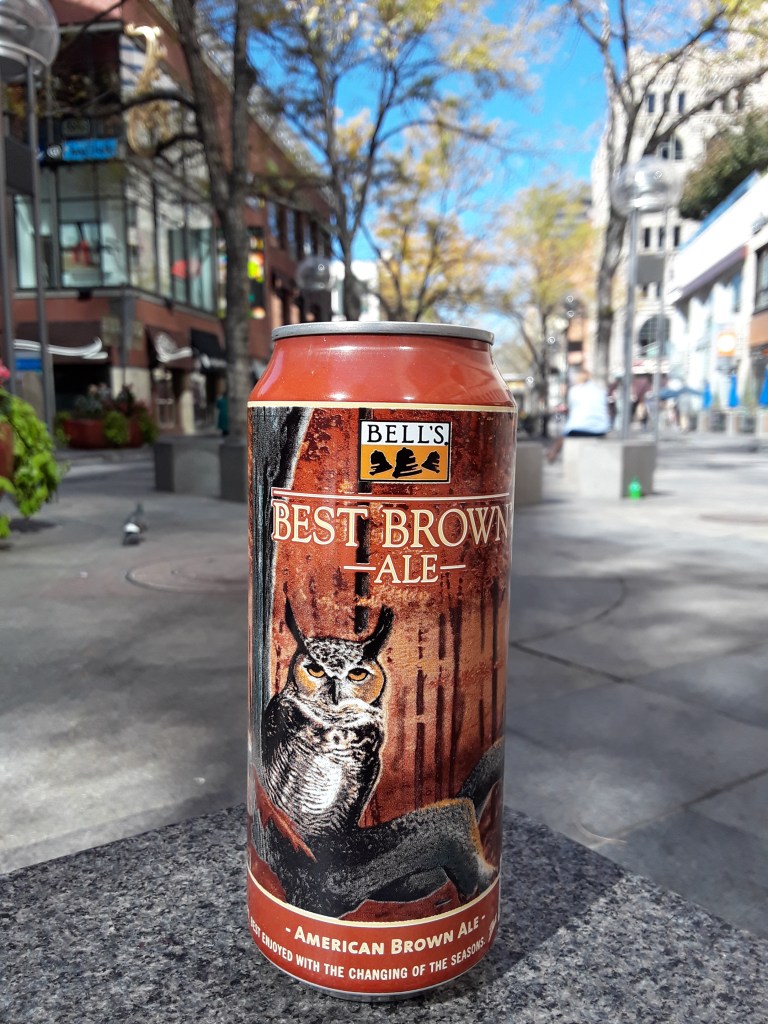 BELL'S
BEST BROWN
ALE
- AMERICAN BROWN ALE -
BEST ENJOYED WITH THE CHANGING OF THE SEASONS.